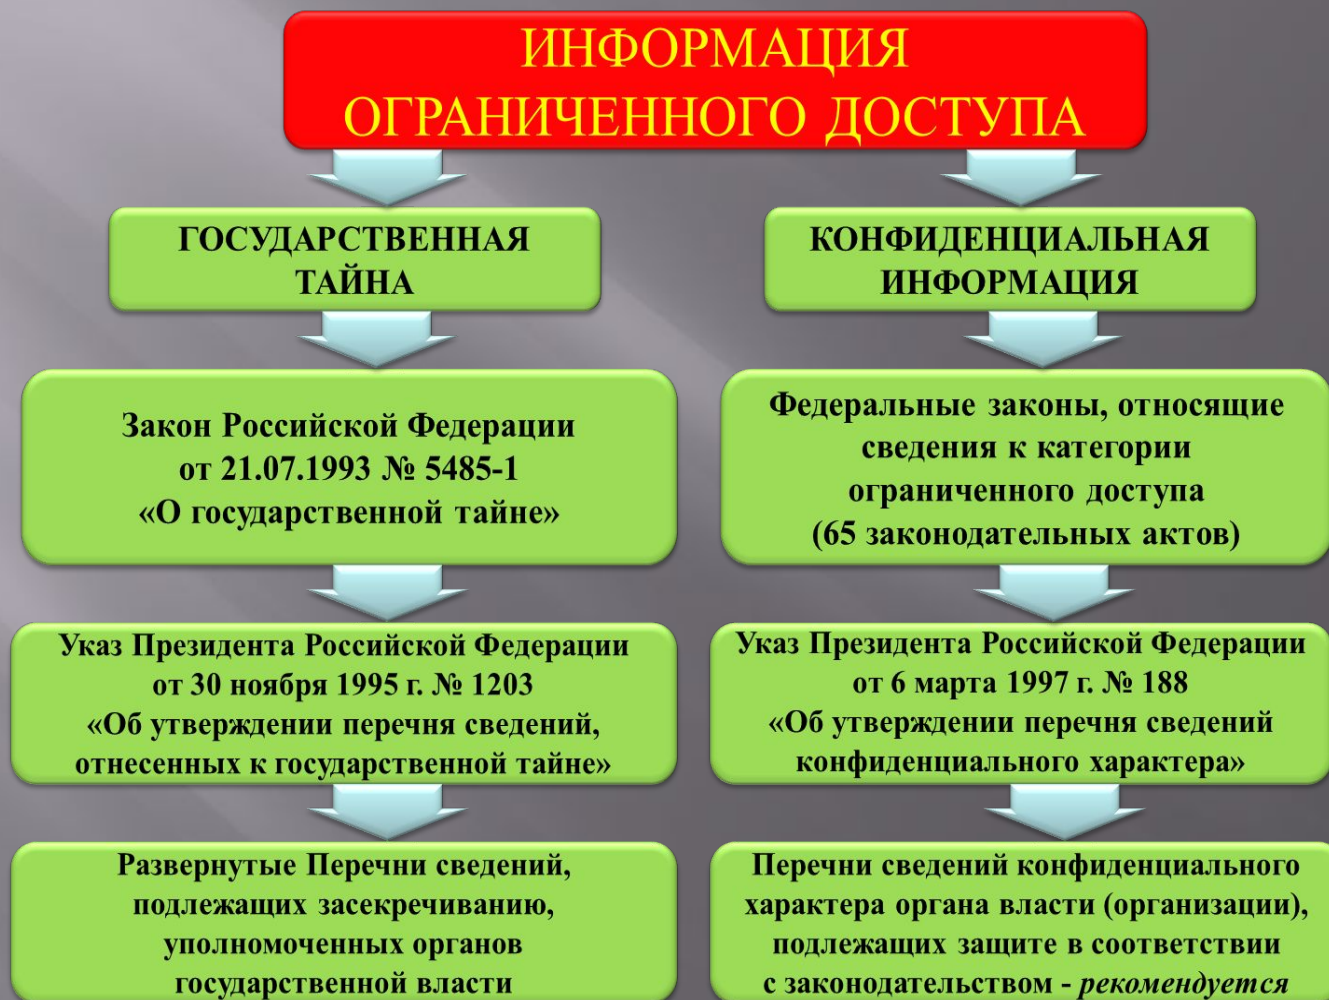 ИНФОРМАЦИЯ
ОГРАНИЧЕННОГО ДОСТУПА
ГОСУДАРСТВЕННАЯ
ТАЙНА
Закон Российской Федерации
от 21.07.1993 № 5485-1
«О государственной тайне»
Указ Президента Российской Федерации
от 30 ноября 1995 г. № 1203
«Об утверждении перечня сведений,
отнесенных к государственной тайне»
Развернутые Перечни сведений,
подлежащих засекречиванию,
уполномоченных органов
государственной власти
КОНФИДЕНЦИАЛЬНАЯ
ИНФОРМАЦИЯ
Федеральные законы, относящие
сведения к категории
ограниченного доступа
(65 законодательных актов)
Указ Президента Российской Федерации
от 6 марта 1997 г. № 188
«Об утверждении перечня сведений
конфиденциального характера»
Перечни сведений конфиденциального
характера органа власти (организации),
подлежащих защите в соответствии
с законодательством - рекомендуется